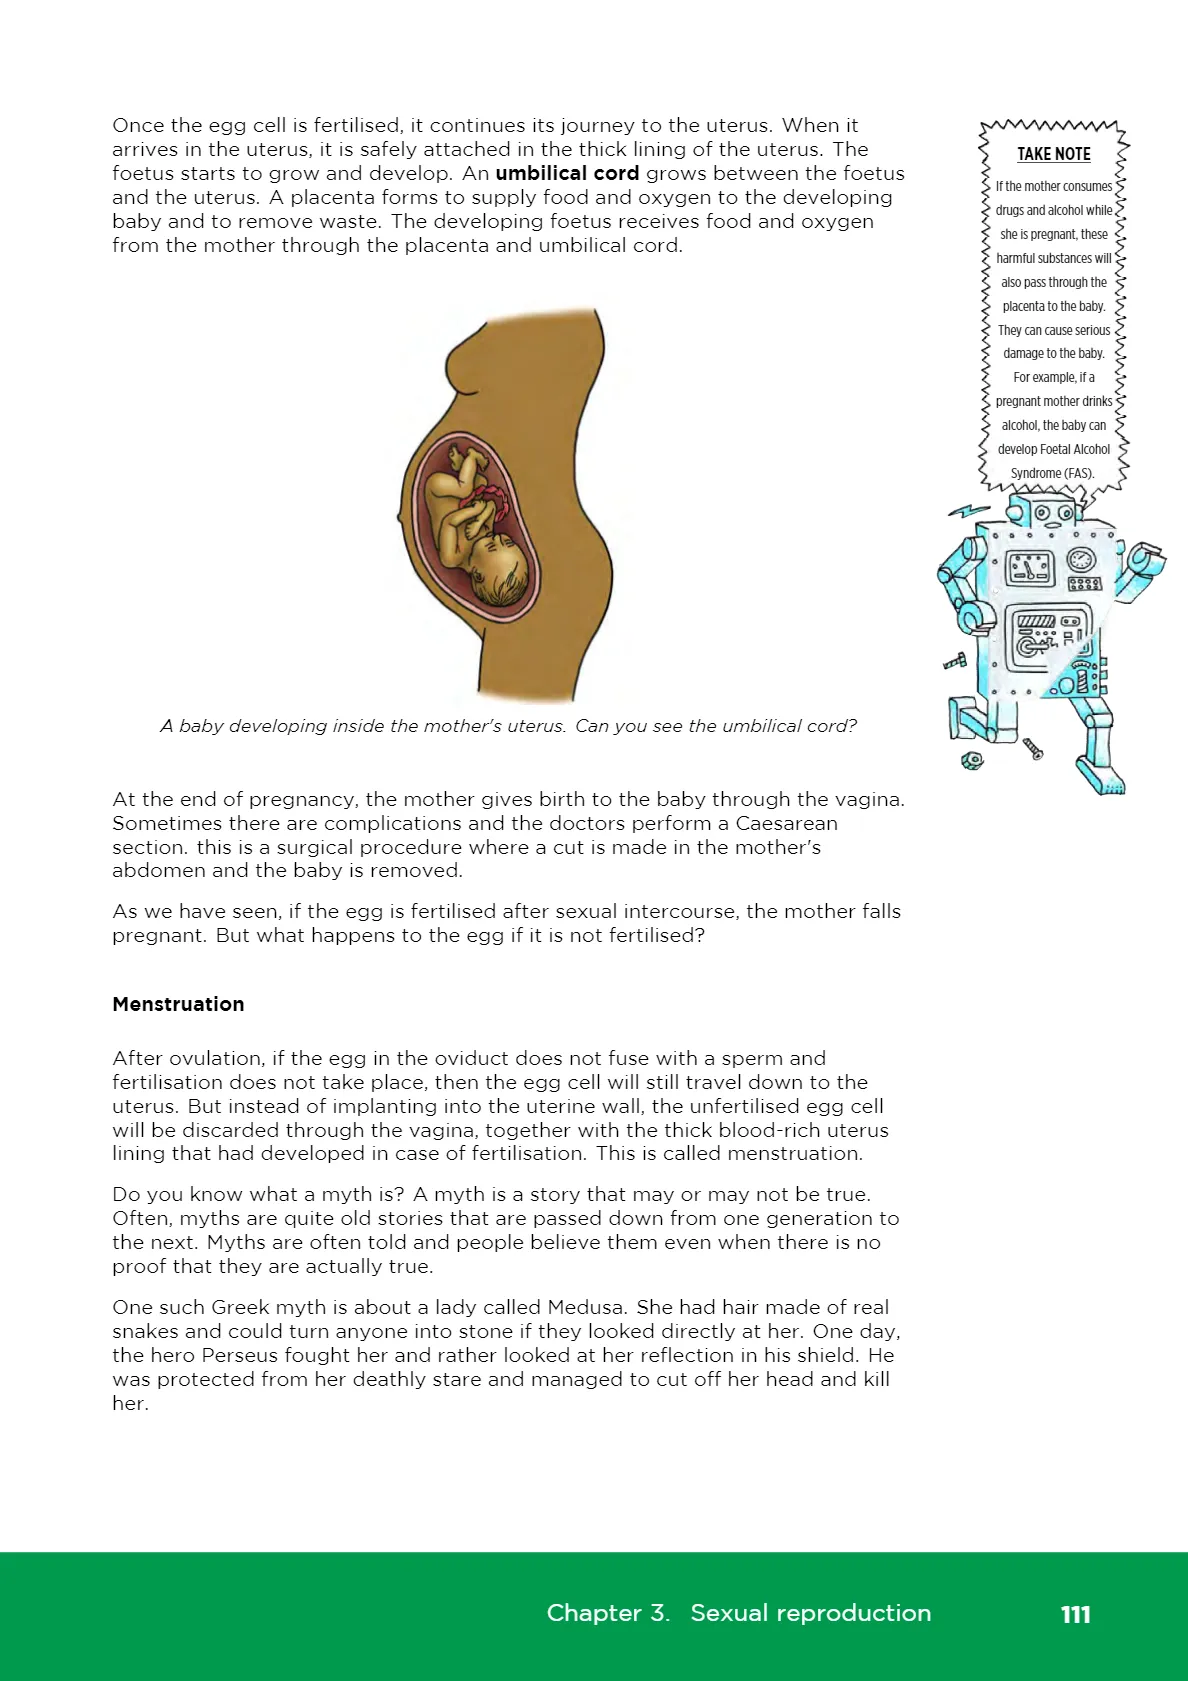 Once the egg cell is fertilised, it continues its journey to the uterus. When it
arrives in the uterus, it is safely attached in the thick lining of the uterus. The
foetus starts to grow and develop. An umbilical cord grows between the foetus
and the uterus. A placenta forms to supply food and oxygen to the developing
baby and to remove waste. The developing foetus receives food and oxygen
from the mother through the placenta and umbilical cord.
TAKE NOTE
If the mother consumes
drugs and alcohol while
she is pregnant, these
harmful substances will
also pass through the
placenta to the baby.
They can cause serious
damage to the baby.
For example, if a
pregnant mother drinks
alcohol, the baby can
develop Foetal Alcohol
Syndrome (FAS).
A baby developing inside the mother's uterus. Can you see the umbilical cord?
At the end of pregnancy, the mother gives birth to the baby through the vagina.
Sometimes there are complications and the doctors perform a Caesarean
section. this is a surgical procedure where a cut is made in the mother's
abdomen and the baby is removed.
As we have seen, if the egg is fertilised after sexual intercourse, the mother falls
pregnant. But what happens to the egg if it is not fertilised?
Menstruation
After ovulation, if the egg in the oviduct does not fuse with a sperm and
fertilisation does not take place, then the egg cell will still travel down to the
uterus. But instead of implanting into the uterine wall, the unfertilised egg cell
will be discarded through the vagina, together with the thick blood-rich uterus
lining that had developed in case of fertilisation. This is called menstruation.
Do you know what a myth is? A myth is a story that may or may not be true.
Often, myths are quite old stories that are passed down from one generation to
the next. Myths are often told and people believe them even when there is no
proof that they are actually true.
One such Greek myth is about a lady called Medusa. She had hair made of real
snakes and could turn anyone into stone if they looked directly at her. One day,
the hero Perseus fought her and rather looked at her reflection in his shield. He
was protected from her deathly stare and managed to cut off her head and kill
her.
Chapter 3. Sexual reproduction 111